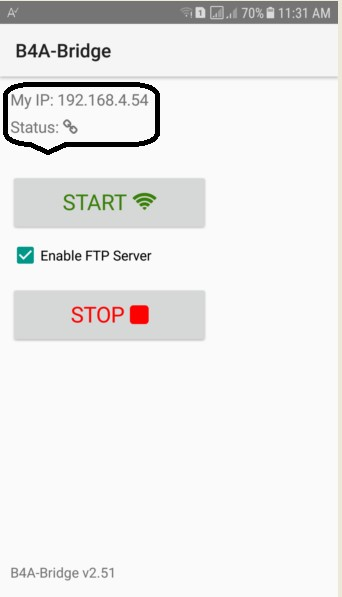 70% 11:31 AM
B4A-Bridge
My IP: 192.168.4.54
Status:
START
Enable FTP Server
STOP
B4A-Bridge v2.51